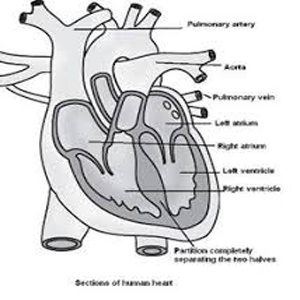 Pulmonary artery
Aorta
Pulmonary vein
Left atrium
Right atrium
Left ventricle
Right ventricle
Partition completely
separating the two halves
Sections of human heart